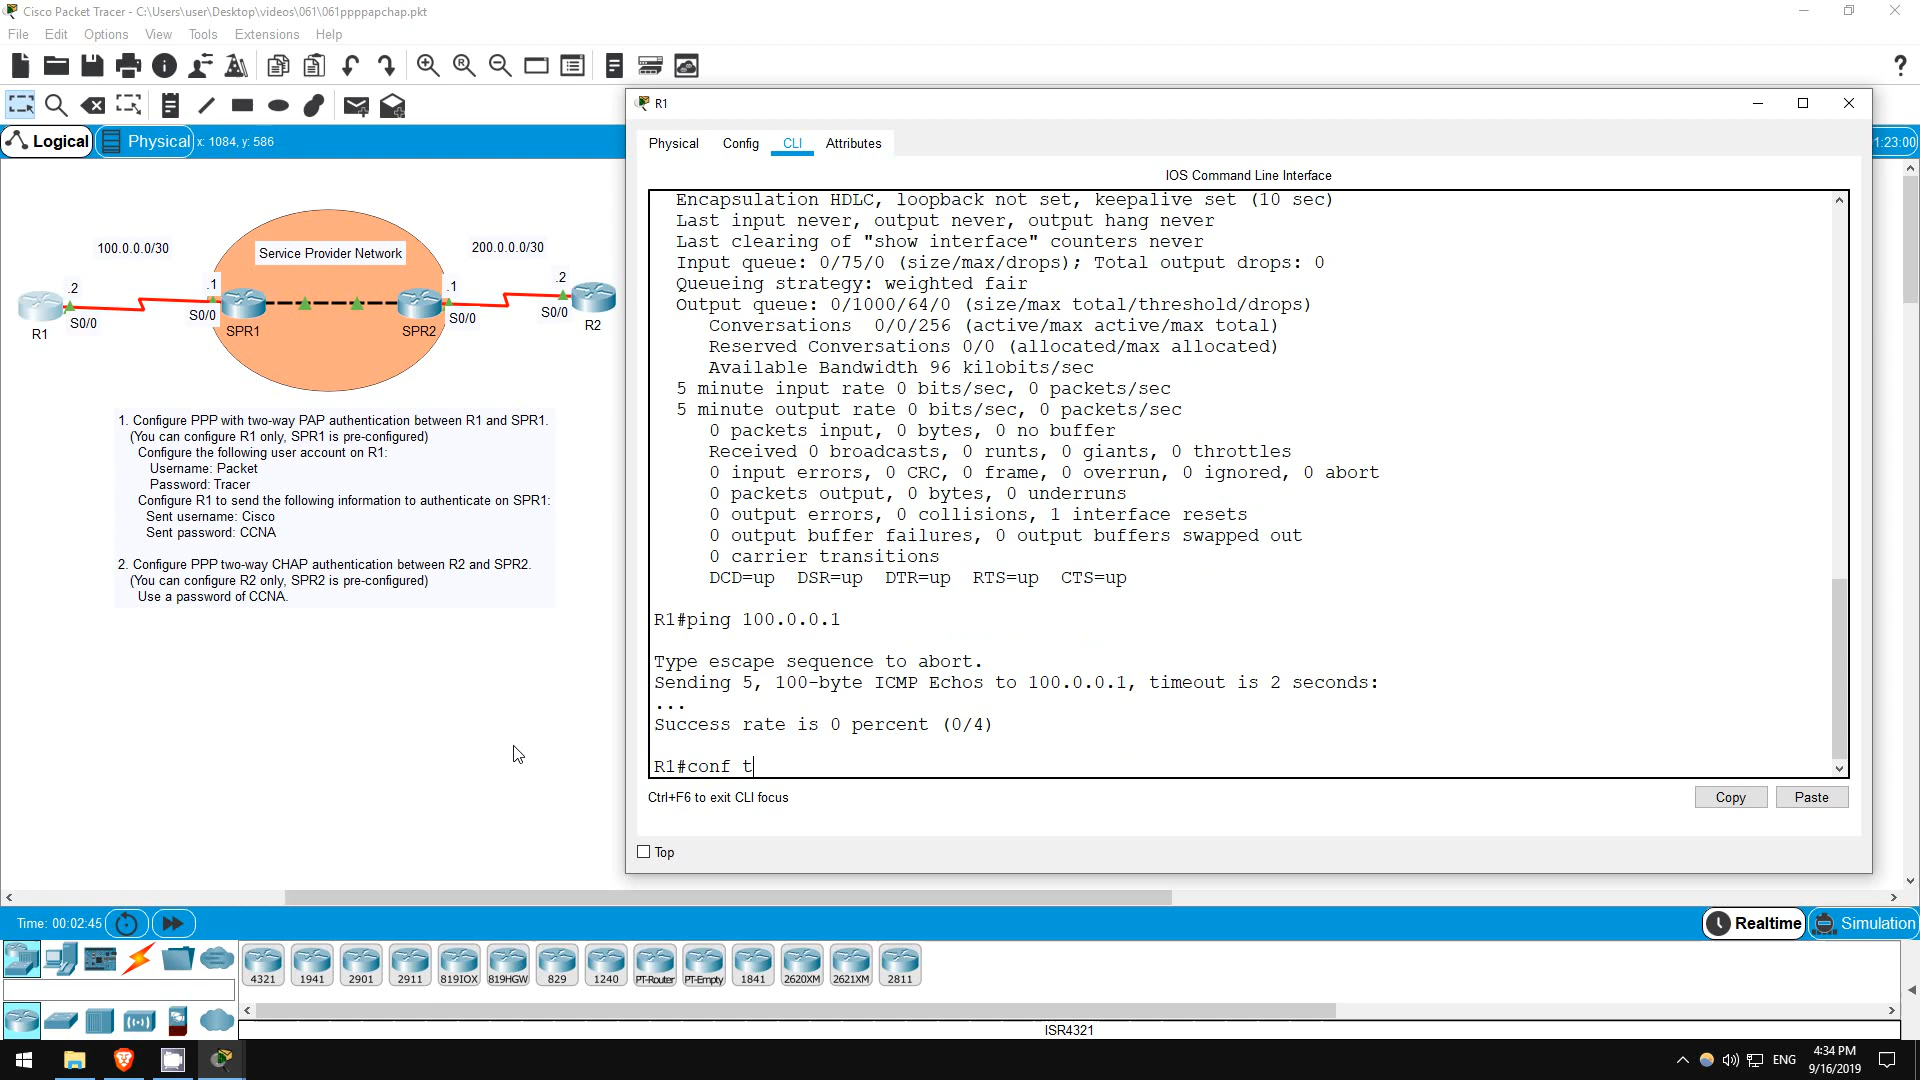 Cisco Packet Tracer - C:\Users\user\Desktop\videos\061\061ppppapchap.pkt
File Edit Options View Tools Extensions Help
Logical Physical x: 1084, y: 586
1:23:00
R1
Physical Config CLI Attributes
IOS Command Line Interface
Encapsulation HDLC, loopback not set, keepalive set (10 sec)
Last input never, output never, output hang never
Last clearing of "show interface" counters never
Input queue: 0/75/0 (size/max/drops); Total output drops: 0
Queueing strategy: weighted fair
Output queue: 0/1000/64/0 (size/max total/threshold/drops)
Conversations 0/0/256 (active/max active/max total)
Reserved Conversations 0/0 (allocated/max allocated)
Available Bandwidth 96 kilobits/sec
5 minute input rate 0 bits/sec, 0 packets/sec
5 minute output rate 0 bits/sec, 0 packets/sec
0 packets input, 0 bytes, 0 no buffer
Received 0 broadcasts, 0 runts, 0 giants, 0 throttles
0 input errors, 0 CRC, 0 frame, 0 overrun, 0 ignored, 0 abort
0 packets output, 0 bytes, 0 underruns
0 output errors, 0 collisions, 1 interface resets
0 output buffer failures, 0 output buffers swapped out
0 carrier transitions
DCD=up DSR=up DTR=up RTS=up CTS=up
R1#ping 100.0.0.1
Type escape sequence to abort.
Sending 5, 100-byte ICMP Echos to 100.0.0.1, timeout is 2 seconds:
...
Success rate is 0 percent (0/4)
R1#conf t
Ctrl+F6 to exit CLI focus
Copy Paste
Top
100.0.0.0/30
Service Provider Network
200.0.0.0/30
.2 .1 .1 .2
S0/0 S0/0 S0/0 S0/0
R1 SPR1 SPR2 R2
1. Configure PPP with two-way PAP authentication between R1 and SPR1.
(You can configure R1 only, SPR1 is pre-configured)
Configure the following user account on R1:
Username: Packet
Password: Tracer
Configure R1 to send the following information to authenticate on SPR1:
Sent username: Cisco
Sent password: CCNA
2. Configure PPP two-way CHAP authentication between R2 and SPR2.
(You can configure R2 only, SPR2 is pre-configured)
Use a password of CCNA.
Time: 00:02:45
Realtime Simulation
4321 1941 2901 2911 819IOX 819HGW 829 1240 PT-Router PT-Empty 1841 2620XM 2621XM 2811
ISR4321
ENG
4:34 PM
9/16/2019